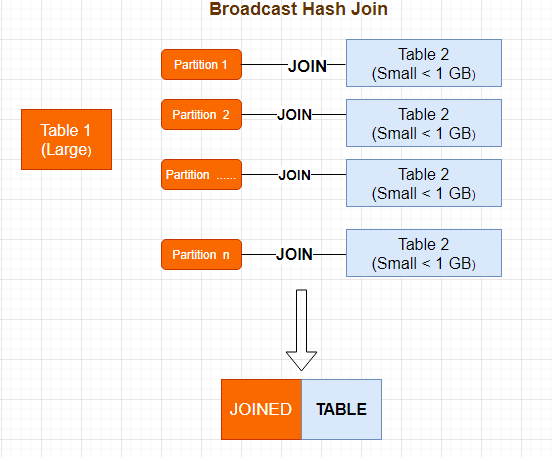 Broadcast Hash Join
Partition 1
JOIN
Table 2
(Small < 1 GB)
Table 1
(Large)
Partition 2
JOIN
Table 2
(Small < 1 GB)
Partition ......
JOIN
Table 2
(Small < 1 GB)
Partition n
JOIN
Table 2
(Small < 1 GB)
JOINED TABLE